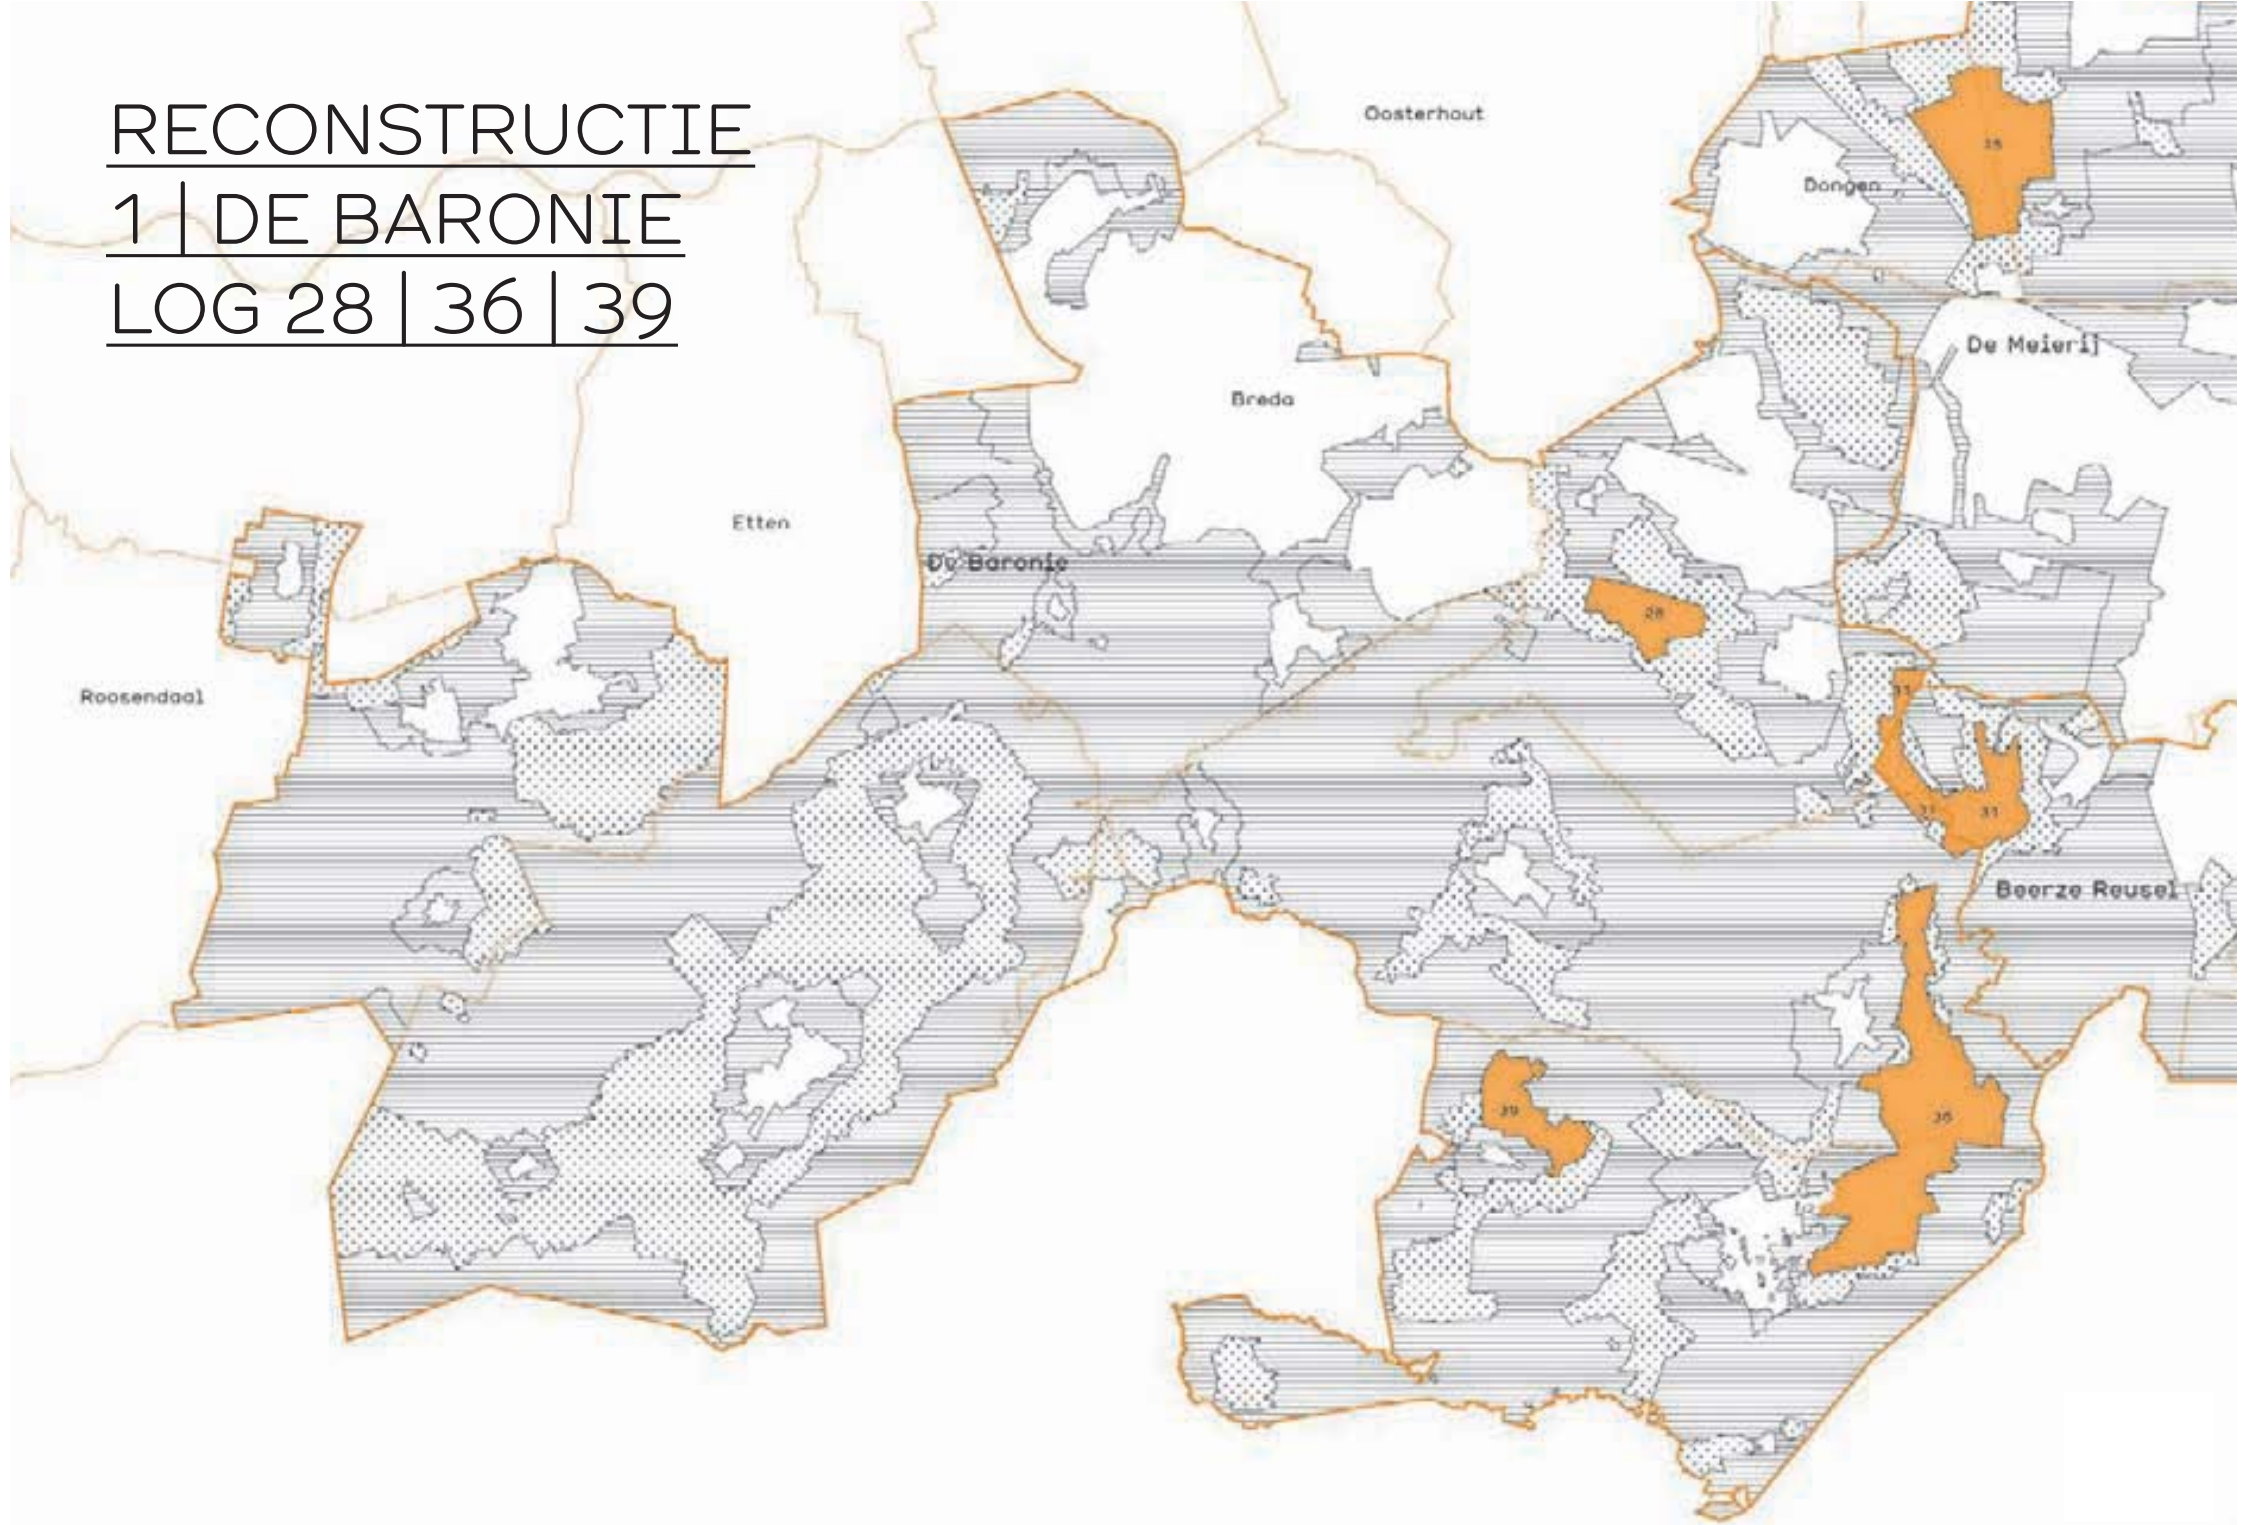 RECONSTRUCTIE
1 | DE BARONIE
LOG 28 | 36 | 39
Oosterhout
Dongen
De Meierij
Breda
Etten
De Baronie
28
Roosendaal
31
Beerze Reusel
39